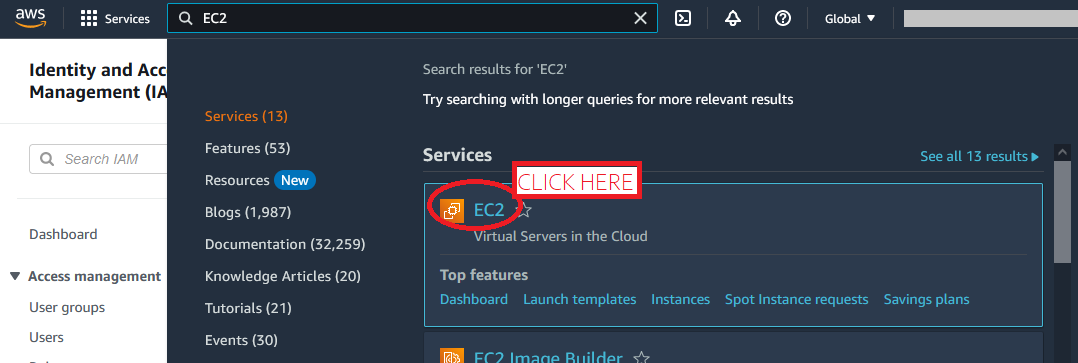 aws
Services
EC2
Global
Identity and Acc
Management (IA
Search IAM
Dashboard
Access management
User groups
Users
Services (13)
Features (53)
Resources New
Blogs (1,987)
Documentation (32,259)
Knowledge Articles (20)
Tutorials (21)
Events (30)
Search results for 'EC2'
Try searching with longer queries for more relevant results
Services
See all 13 results
CLICK HERE
EC2
Virtual Servers in the Cloud
Top features
Dashboard Launch templates Instances Spot Instance requests Savings plans
EC2 Image Builder